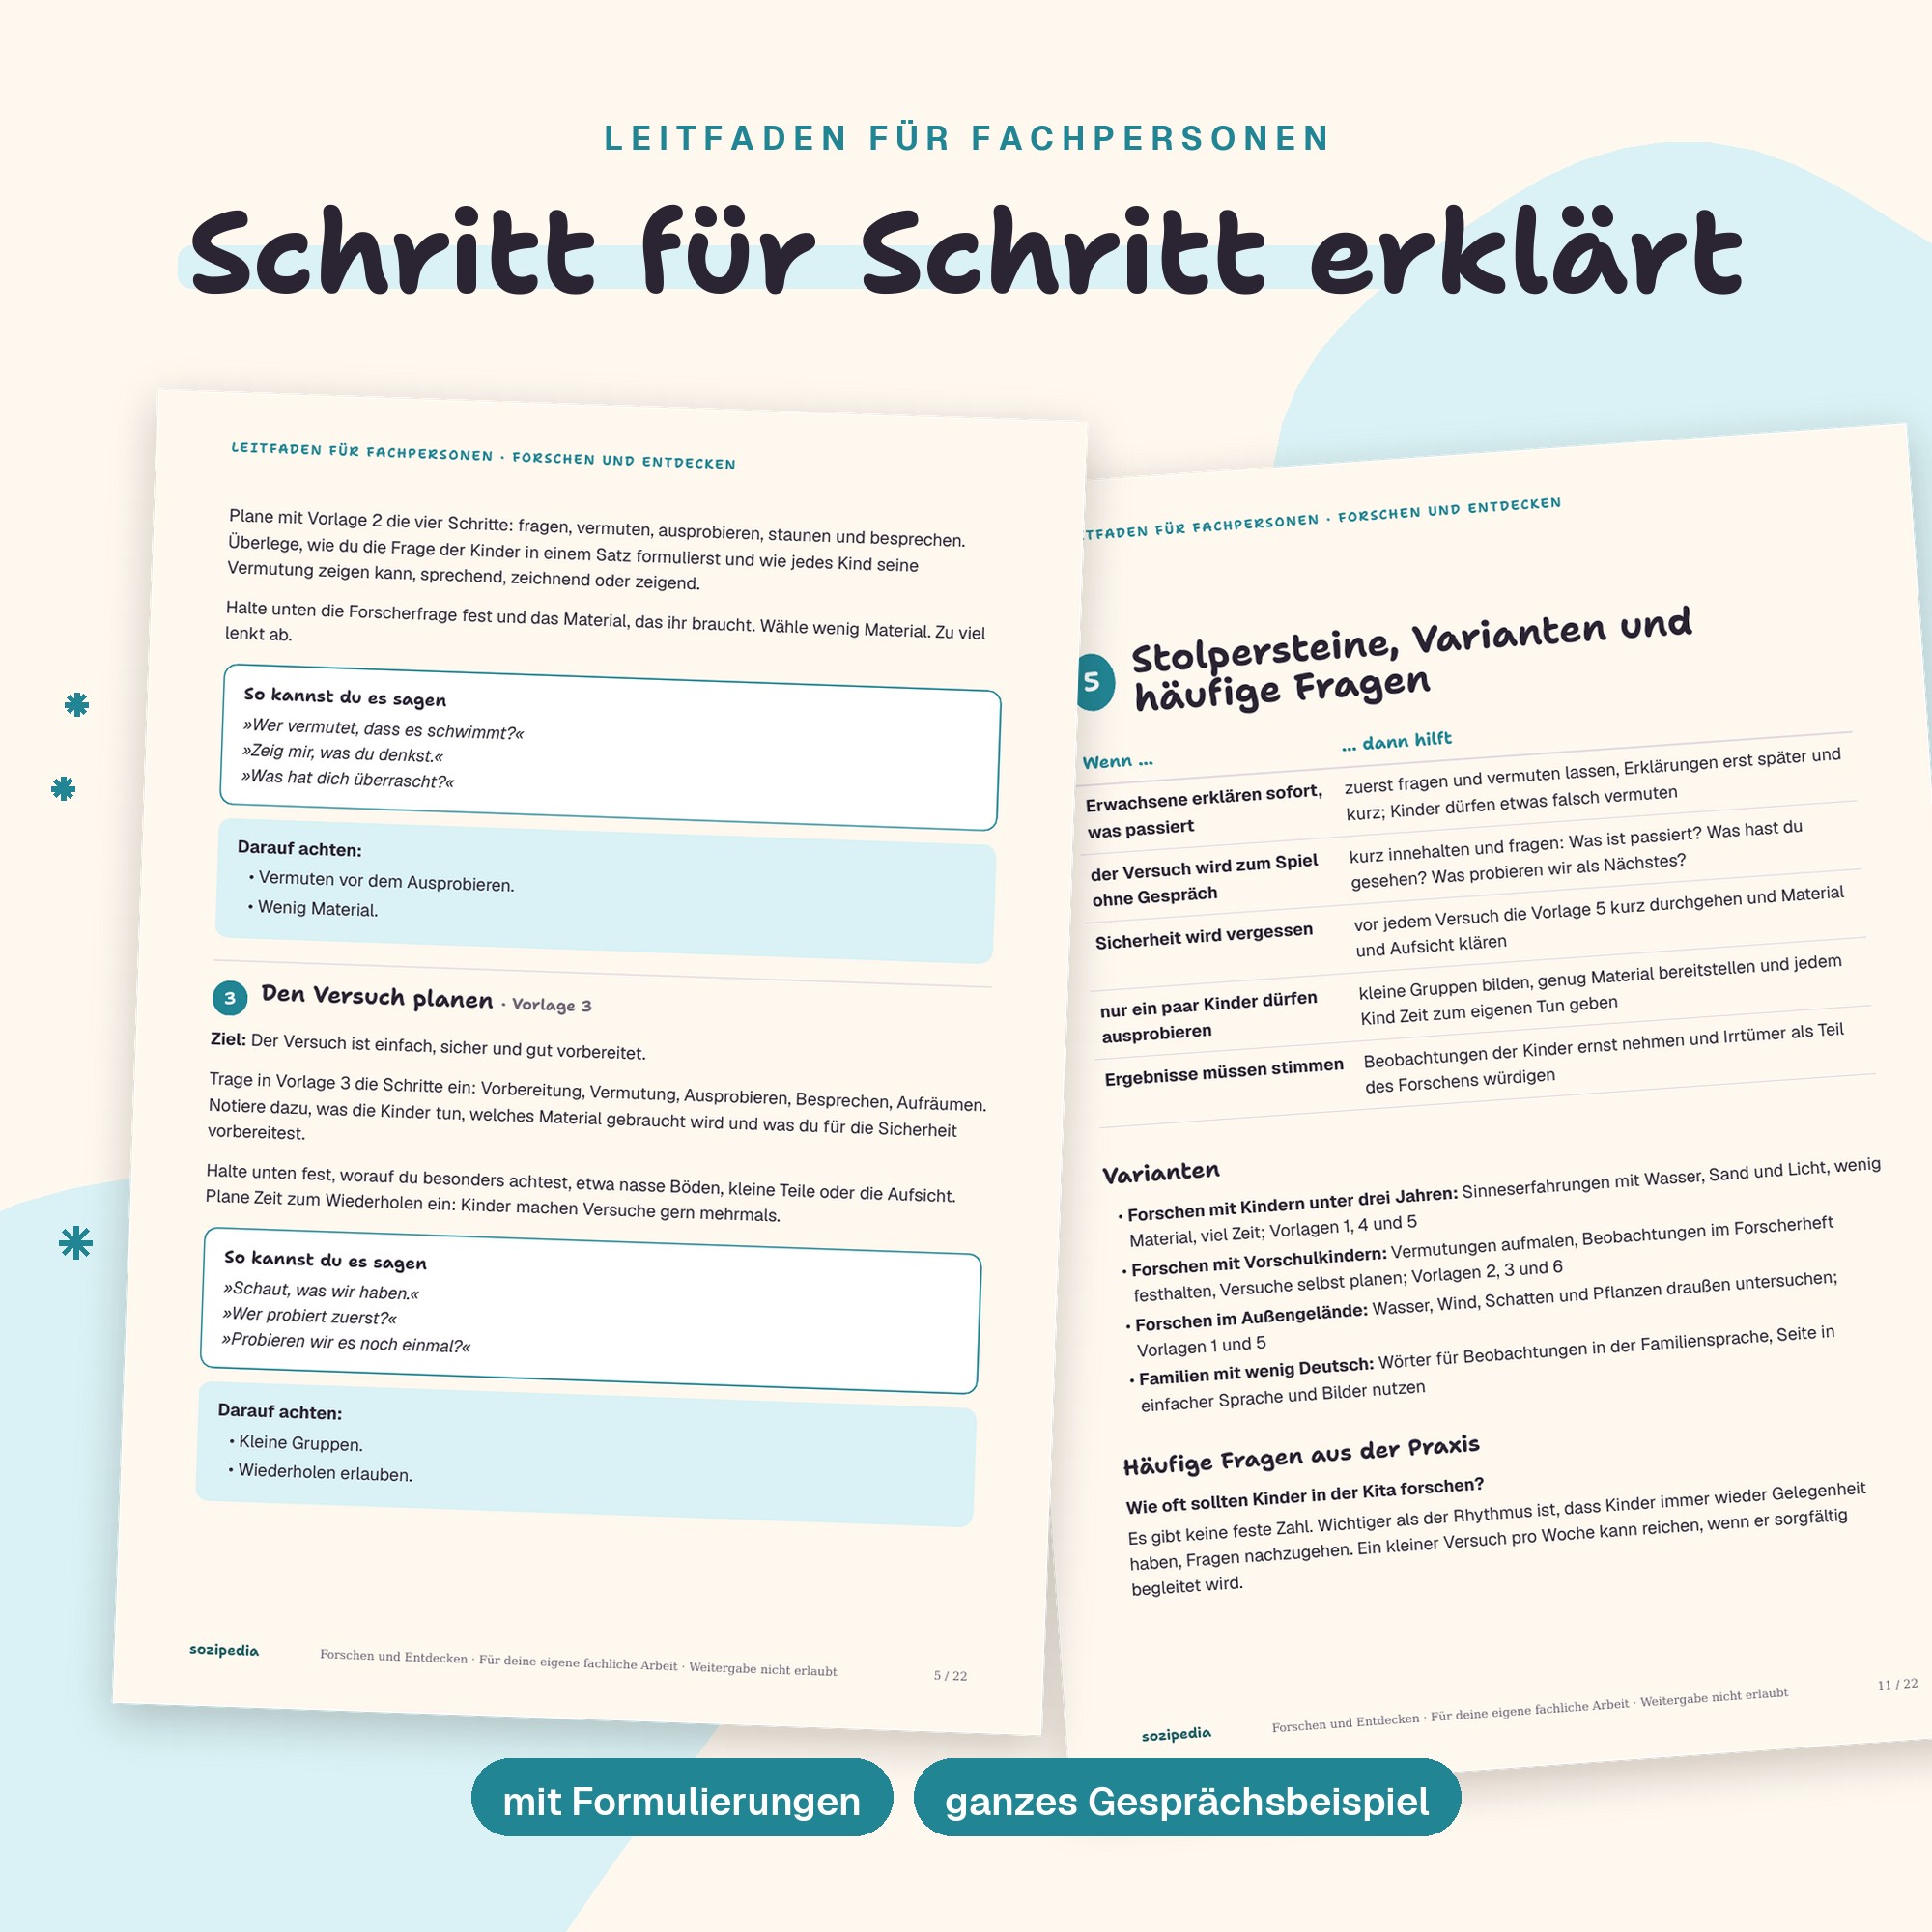 LEITFADEN FÜR FACHPERSONEN
Schritt für Schritt erklärt
LEITFADEN FÜR FACHPERSONEN · FORSCHEN UND ENTDECKEN
Plane mit Vorlage 2 die vier Schritte: fragen, vermuten, ausprobieren, staunen und besprechen.
Überlege, wie du die Frage der Kinder in einem Satz formulierst und wie jedes Kind seine
Vermutung zeigen kann, sprechend, zeichnend oder zeigend.
Halte unten die Forscherfrage fest und das Material, das ihr braucht. Wähle wenig Material. Zu viel
lenkt ab.
So kannst du es sagen
»Wer vermutet, dass es schwimmt?«
»Zeig mir, was du denkst.«
»Was hat dich überrascht?«
Darauf achten:
• Vermuten vor dem Ausprobieren.
• Wenig Material.
3 Den Versuch planen · Vorlage 3
Ziel: Der Versuch ist einfach, sicher und gut vorbereitet.
Trage in Vorlage 3 die Schritte ein: Vorbereitung, Vermutung, Ausprobieren, Besprechen, Aufräumen.
Notiere dazu, was die Kinder tun, welches Material gebraucht wird und was du für die Sicherheit
vorbereitest.
Halte unten fest, worauf du besonders achtest, etwa nasse Böden, kleine Teile oder die Aufsicht.
Plane Zeit zum Wiederholen ein: Kinder machen Versuche gern mehrmals.
So kannst du es sagen
»Schaut, was wir haben.«
»Wer probiert zuerst?«
»Probieren wir es noch einmal?«
Darauf achten:
• Kleine Gruppen.
• Wiederholen erlauben.
sozipedia Forschen und Entdecken · Für deine eigene fachliche Arbeit · Weitergabe nicht erlaubt 5 / 22
TFADEN FÜR FACHPERSONEN · FORSCHEN UND ENTDECKEN
5 Stolpersteine, Varianten und
häufige Fragen
Wenn ... ... dann hilft
Erwachsene erklären sofort,
was passiert
zuerst fragen und vermuten lassen, Erklärungen erst später und
kurz; Kinder dürfen etwas falsch vermuten
der Versuch wird zum Spiel
ohne Gespräch
kurz innehalten und fragen: Was ist passiert? Was hast du
gesehen? Was probieren wir als Nächstes?
Sicherheit wird vergessen
vor jedem Versuch die Vorlage 5 kurz durchgehen und Material
und Aufsicht klären
nur ein paar Kinder dürfen
ausprobieren
kleine Gruppen bilden, genug Material bereitstellen und jedem
Kind Zeit zum eigenen Tun geben
Ergebnisse müssen stimmen
Beobachtungen der Kinder ernst nehmen und Irrtümer als Teil
des Forschens würdigen
Varianten
• Forschen mit Kindern unter drei Jahren: Sinneserfahrungen mit Wasser, Sand und Licht, wenig
Material, viel Zeit; Vorlagen 1, 4 und 5
• Forschen mit Vorschulkindern: Vermutungen aufmalen, Beobachtungen im Forscherheft
festhalten, Versuche selbst planen; Vorlagen 2, 3 und 6
• Forschen im Außengelände: Wasser, Wind, Schatten und Pflanzen draußen untersuchen;
Vorlagen 1 und 5
• Familien mit wenig Deutsch: Wörter für Beobachtungen in der Familiensprache, Seite in
einfacher Sprache und Bilder nutzen
Häufige Fragen aus der Praxis
Wie oft sollten Kinder in der Kita forschen?
Es gibt keine feste Zahl. Wichtiger als der Rhythmus ist, dass Kinder immer wieder Gelegenheit
haben, Fragen nachzugehen. Ein kleiner Versuch pro Woche kann reichen, wenn er sorgfältig
begleitet wird.
sozipedia Forschen und Entdecken · Für deine eigene fachliche Arbeit · Weitergabe nicht erlaubt 11 / 22
mit Formulierungen
ganzes Gesprächsbeispiel